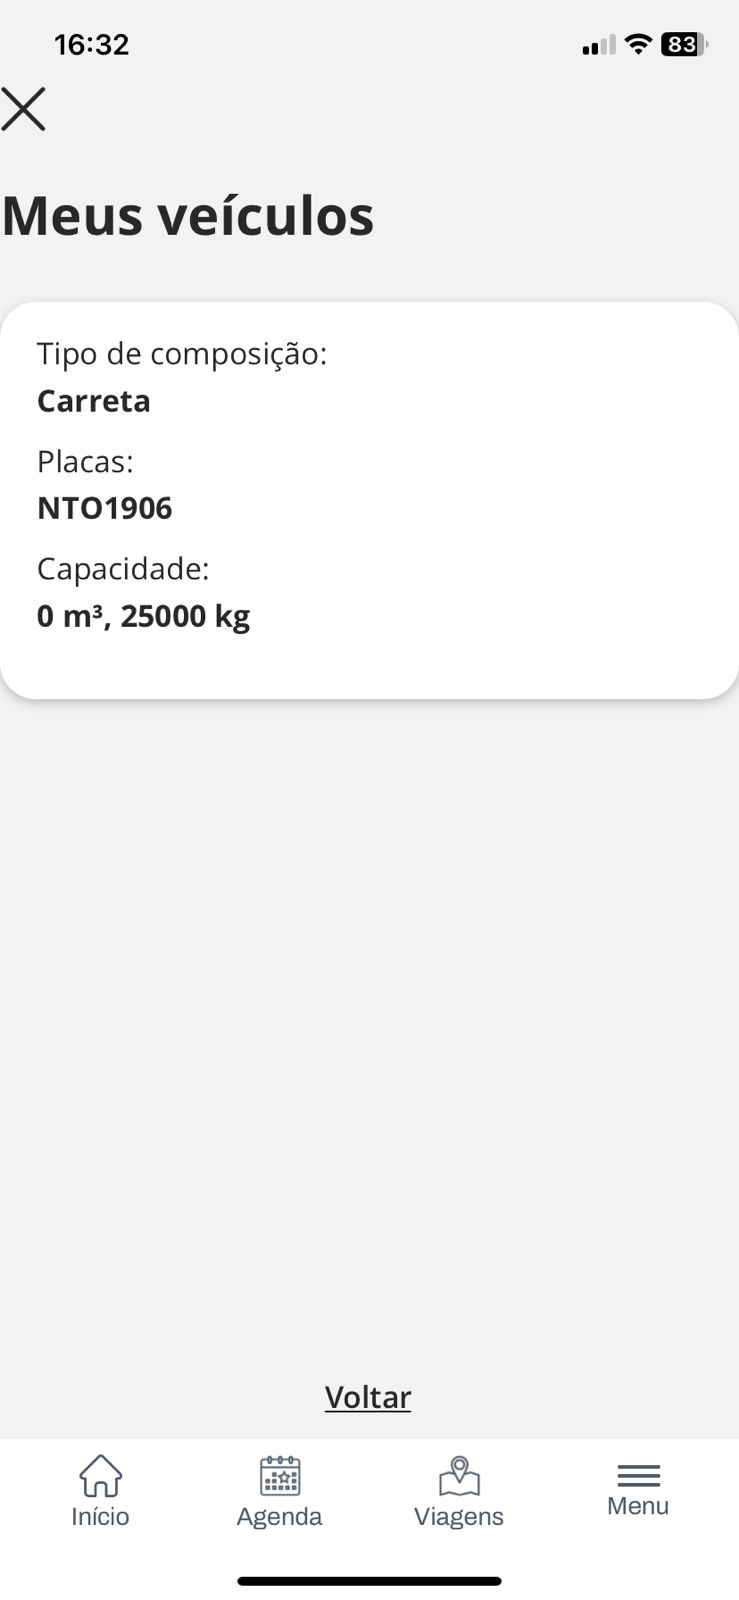 16:32
83
Meus veículos
Tipo de composição:
Carreta
Placas:
NTO1906
Capacidade:
0 m³, 25000 kg
Voltar
Início
Agenda
Viagens
Menu